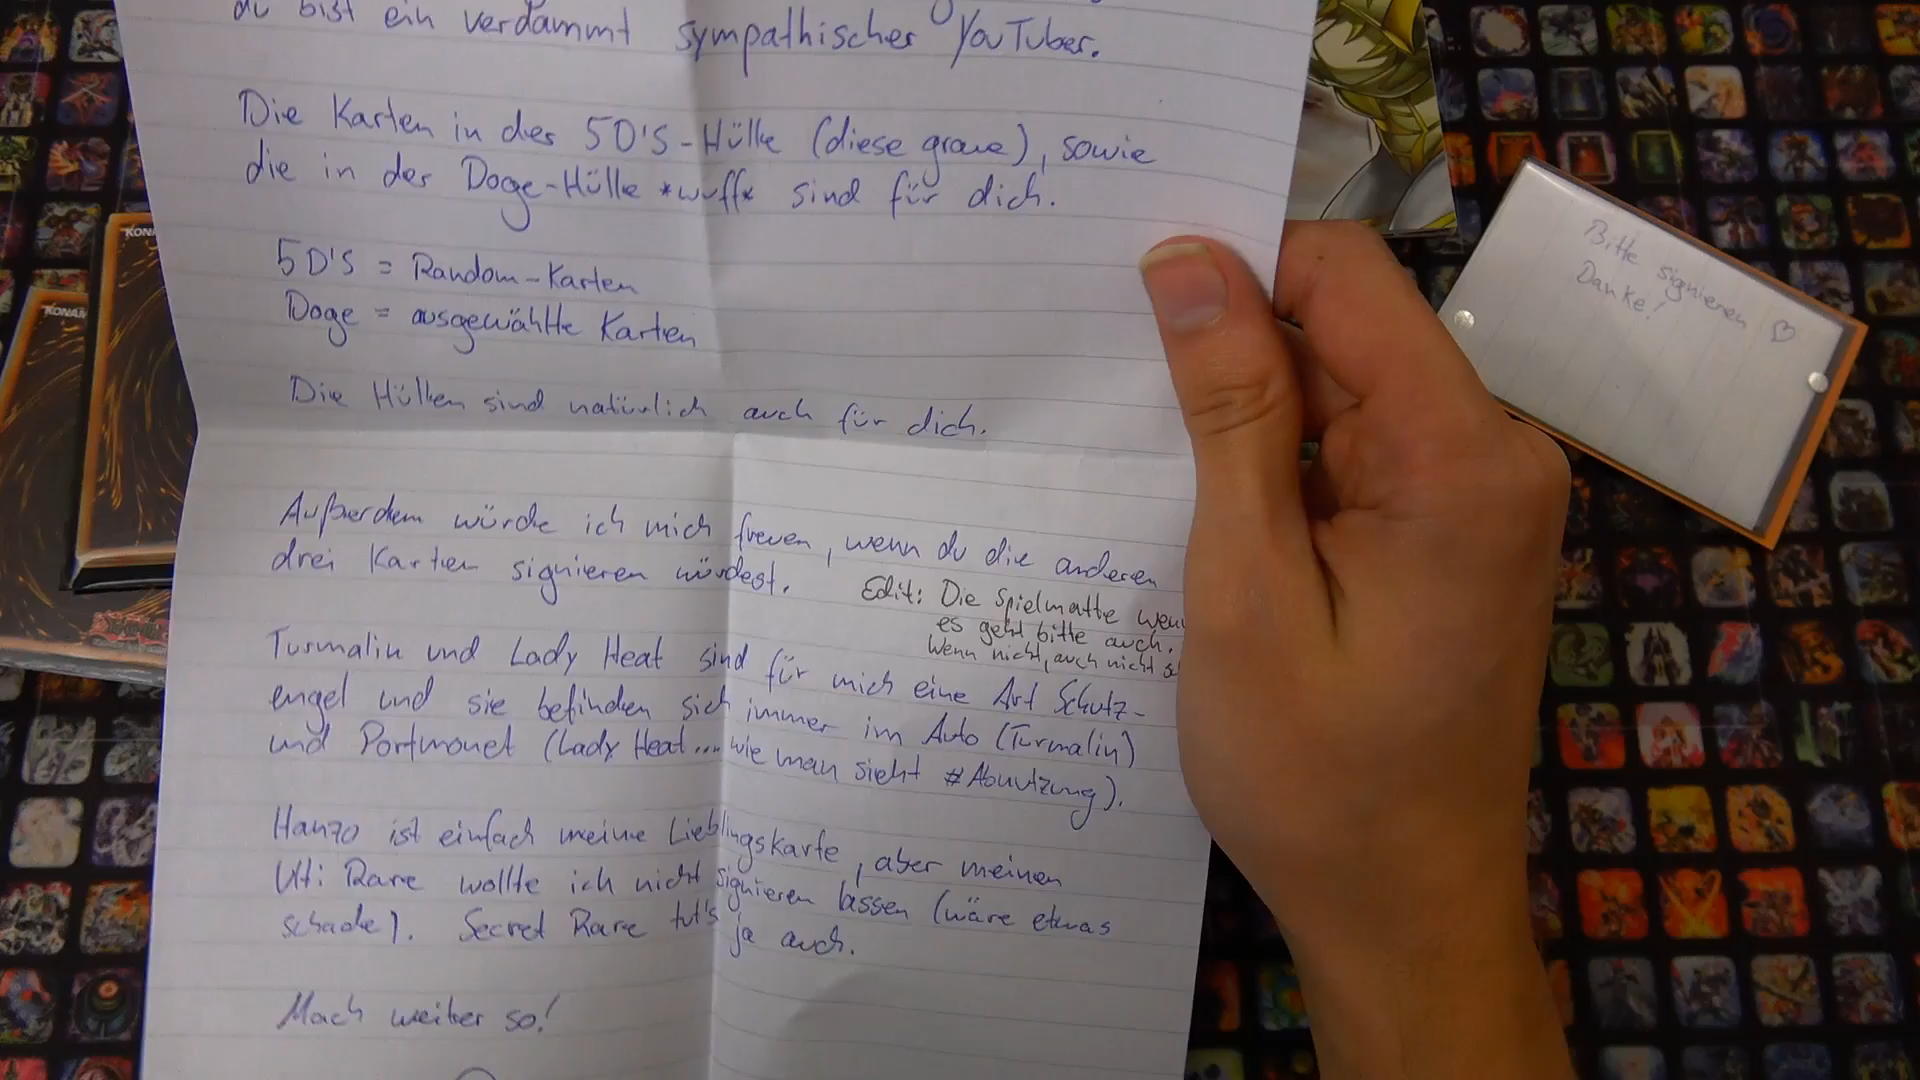 du bist ein verdammt sympathischer YouTuber.
Die Karten in der 5D'S-Hülle (diese graue), sowie
die in der Doge-Hülle *wuff* sind für dich.
5D'S = Random-Karten
Doge = ausgewählte Karten
Die Hüllen sind natürlich auch für dich.
Außerdem würde ich mich freuen, wenn du die anderen
drei Karten signieren würdest.
Edit: Die Spielmatte wenn
es geht bitte auch.
Wenn nicht, auch nicht
Turmalin und Lady Heat sind für mich eine Art Schutz-
engel und sie befinden sich immer im Auto (Turmalin)
und Portmonet (Lady Heat... wie man sieht #Abnutzung).
Hanzo ist einfach meine Lieblingskarte, aber meinen
Ulti Rare wollte ich nicht signieren lassen (wäre etwas
schade). Secret Rare tut's ja auch.
Mach weiter so!
Bitte signieren ♡
Danke!
KONAMI
KONAMI